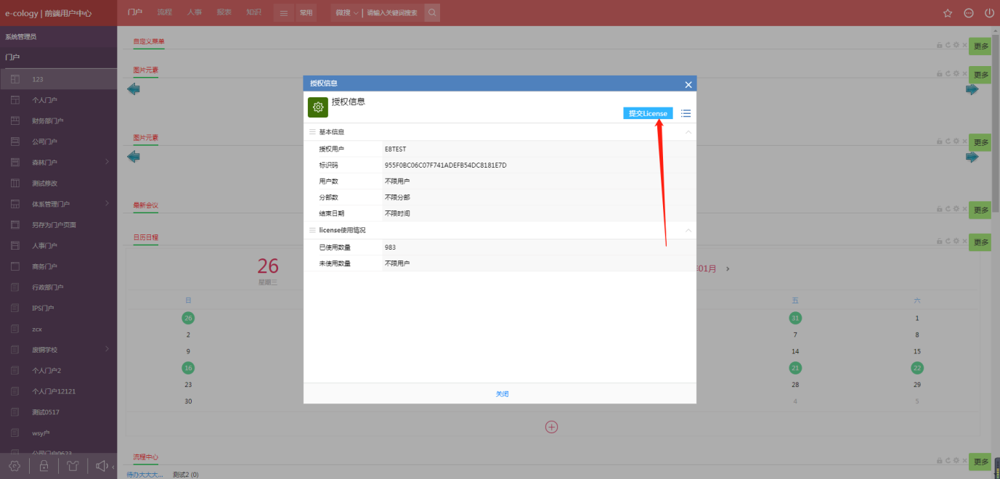 e-cology | 前端用户中心
门户 流程 人事 报表 知识 常用 微搜 请输入关键词搜索
系统管理员
门户
123
个人门户
财务部门户
公司门户
森林门户
测试修改
体系管理门户
另存为门户页面
人事门户
商务门户
行政部门户
IPS门户
zcx
废铜学校
个人门户2
个人门户12121
测试0517
wsy户
公司门户0623
自定义菜单 更多
图片元素 更多
图片元素 更多
最新会议 更多
日历日程 更多
授权信息
授权信息
提交License
基本信息
授权用户 E8TEST
标识码 955F0BC06C07F741ADEFB54DC8181E7D
用户数 不限用户
分部数 不限分部
结束日期 不限时间
license使用情况
已使用数量 983
未使用数量 不限用户
关闭
26
星期三
01月
日 五 六
26 31 1
2 7 8
9 14 15
16 21 22
23 28 29
30 4 5
流程中心 更多
待办大大大... 测试2 (0)